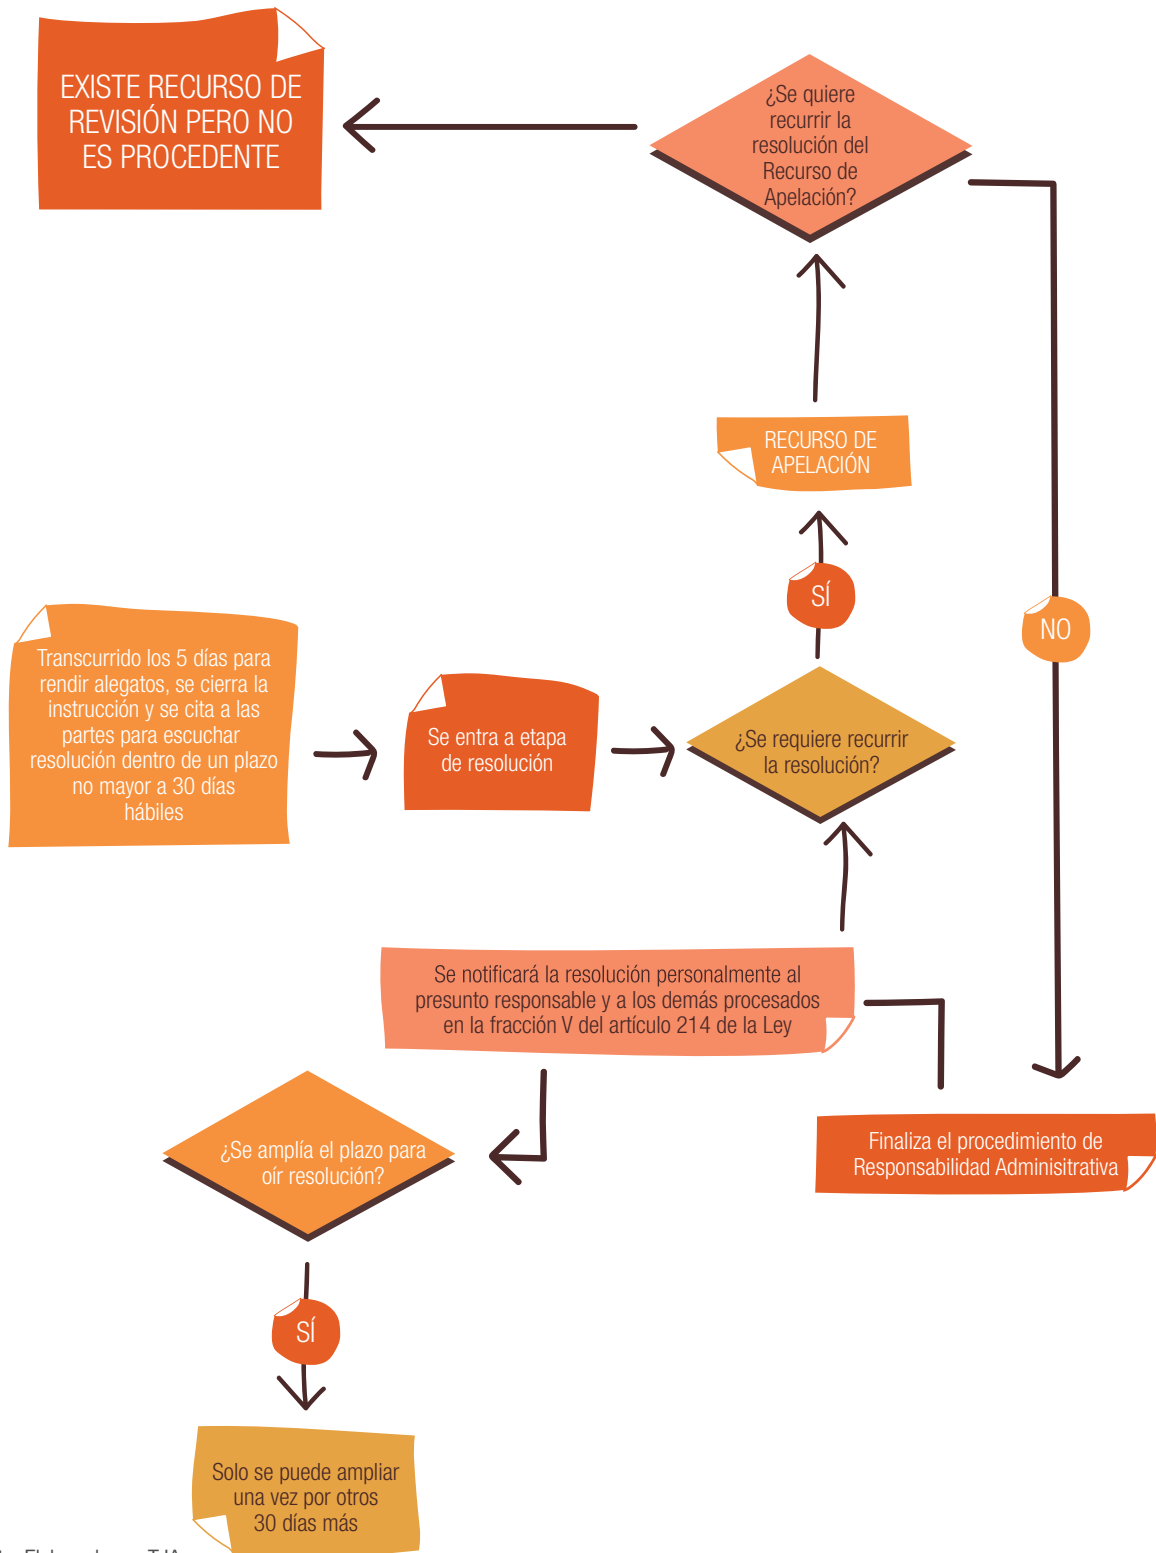 EXISTE RECURSO DE
REVISIÓN PERO NO
ES PROCEDENTE
¿Se quiere
recurrir la
resolución del
Recurso de
Apelación?
RECURSO DE
APELACIÓN
SÍ
NO
Transcurrido los 5 días para
rendir alegatos, se cierra la
instrucción y se cita a las
partes para escuchar
resolución dentro de un plazo
no mayor a 30 días
hábiles
Se entra a etapa
de resolución
¿Se requiere recurrir
la resolución?
Se notificará la resolución personalmente al
presunto responsable y a los demás procesados
en la fracción V del artículo 214 de la Ley
¿Se amplía el plazo para
oír resolución?
Finaliza el procedimiento de
Responsabilidad Adminisitrativa
SÍ
Solo se puede ampliar
una vez por otros
30 días más